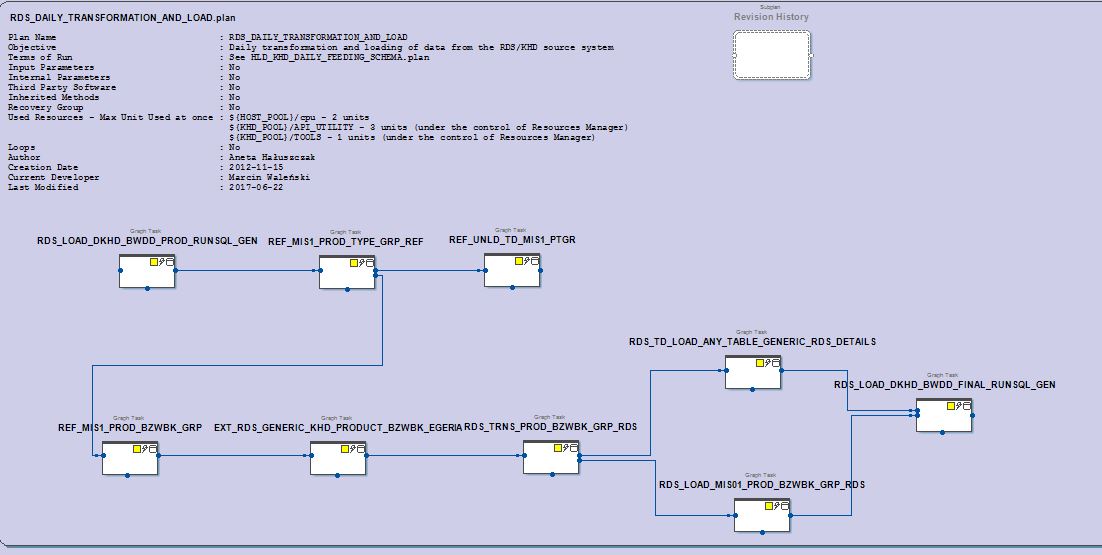 RDS_DAILY_TRANSFORMATION_AND_LOAD.plan
Subplan
Revision History
Plan Name : RDS_DAILY_TRANSFORMATION_AND_LOAD
Objective : Daily transformation and loading of data from the RDS/KHD source system
Terms of Run : See HLD_KHD_DAILY_FEEDING_SCHEMA.plan
Input Parameters : No
Internal Parameters : No
Third Party Software : No
Inherited Methods : No
Recovery Group : No
Used Resources - Max Unit Used at once : ${HOST_POOL}/cpu - 2 units
${KHD_POOL}/API_UTILITY - 3 units (under the control of Resources Manager)
${KHD_POOL}/TOOLS - 1 units (under the control of Resources Manager)
Loops : No
Author : Aneta Hałuszczak
Creation Date : 2012-11-15
Current Developer : Marcin Waleński
Last Modified : 2017-06-22
Graph Task
RDS_LOAD_DKHD_BWDD_PROD_RUNSQL_GEN
Graph Task
REF_MIS1_PROD_TYPE_GRP_REF
Graph Task
REF_UNLD_TD_MIS1_PTGR
Graph Task
RDS_TD_LOAD_ANY_TABLE_GENERIC_RDS_DETAILS
Graph Task
RDS_LOAD_DKHD_BWDD_FINAL_RUNSQL_GEN
Graph Task
REF_MIS1_PROD_BZWBK_GRP
Graph Task
EXT_RDS_GENERIC_KHD_PRODUCT_BZWBK_EGERIA
Graph Task
RDS_TRNS_PROD_BZWBK_GRP_RDS
Graph Task
RDS_LOAD_MIS01_PROD_BZWBK_GRP_RDS